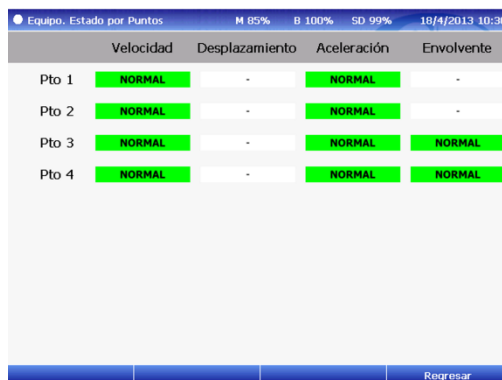 Equipo. Estado por Puntos M 85% B 100% SD 99% 18/4/2013 10:30
Velocidad Desplazamiento Aceleración Envolvente
Pto 1 NORMAL - NORMAL -
Pto 2 NORMAL - NORMAL -
Pto 3 NORMAL - NORMAL NORMAL
Pto 4 NORMAL - NORMAL NORMAL
Regresar